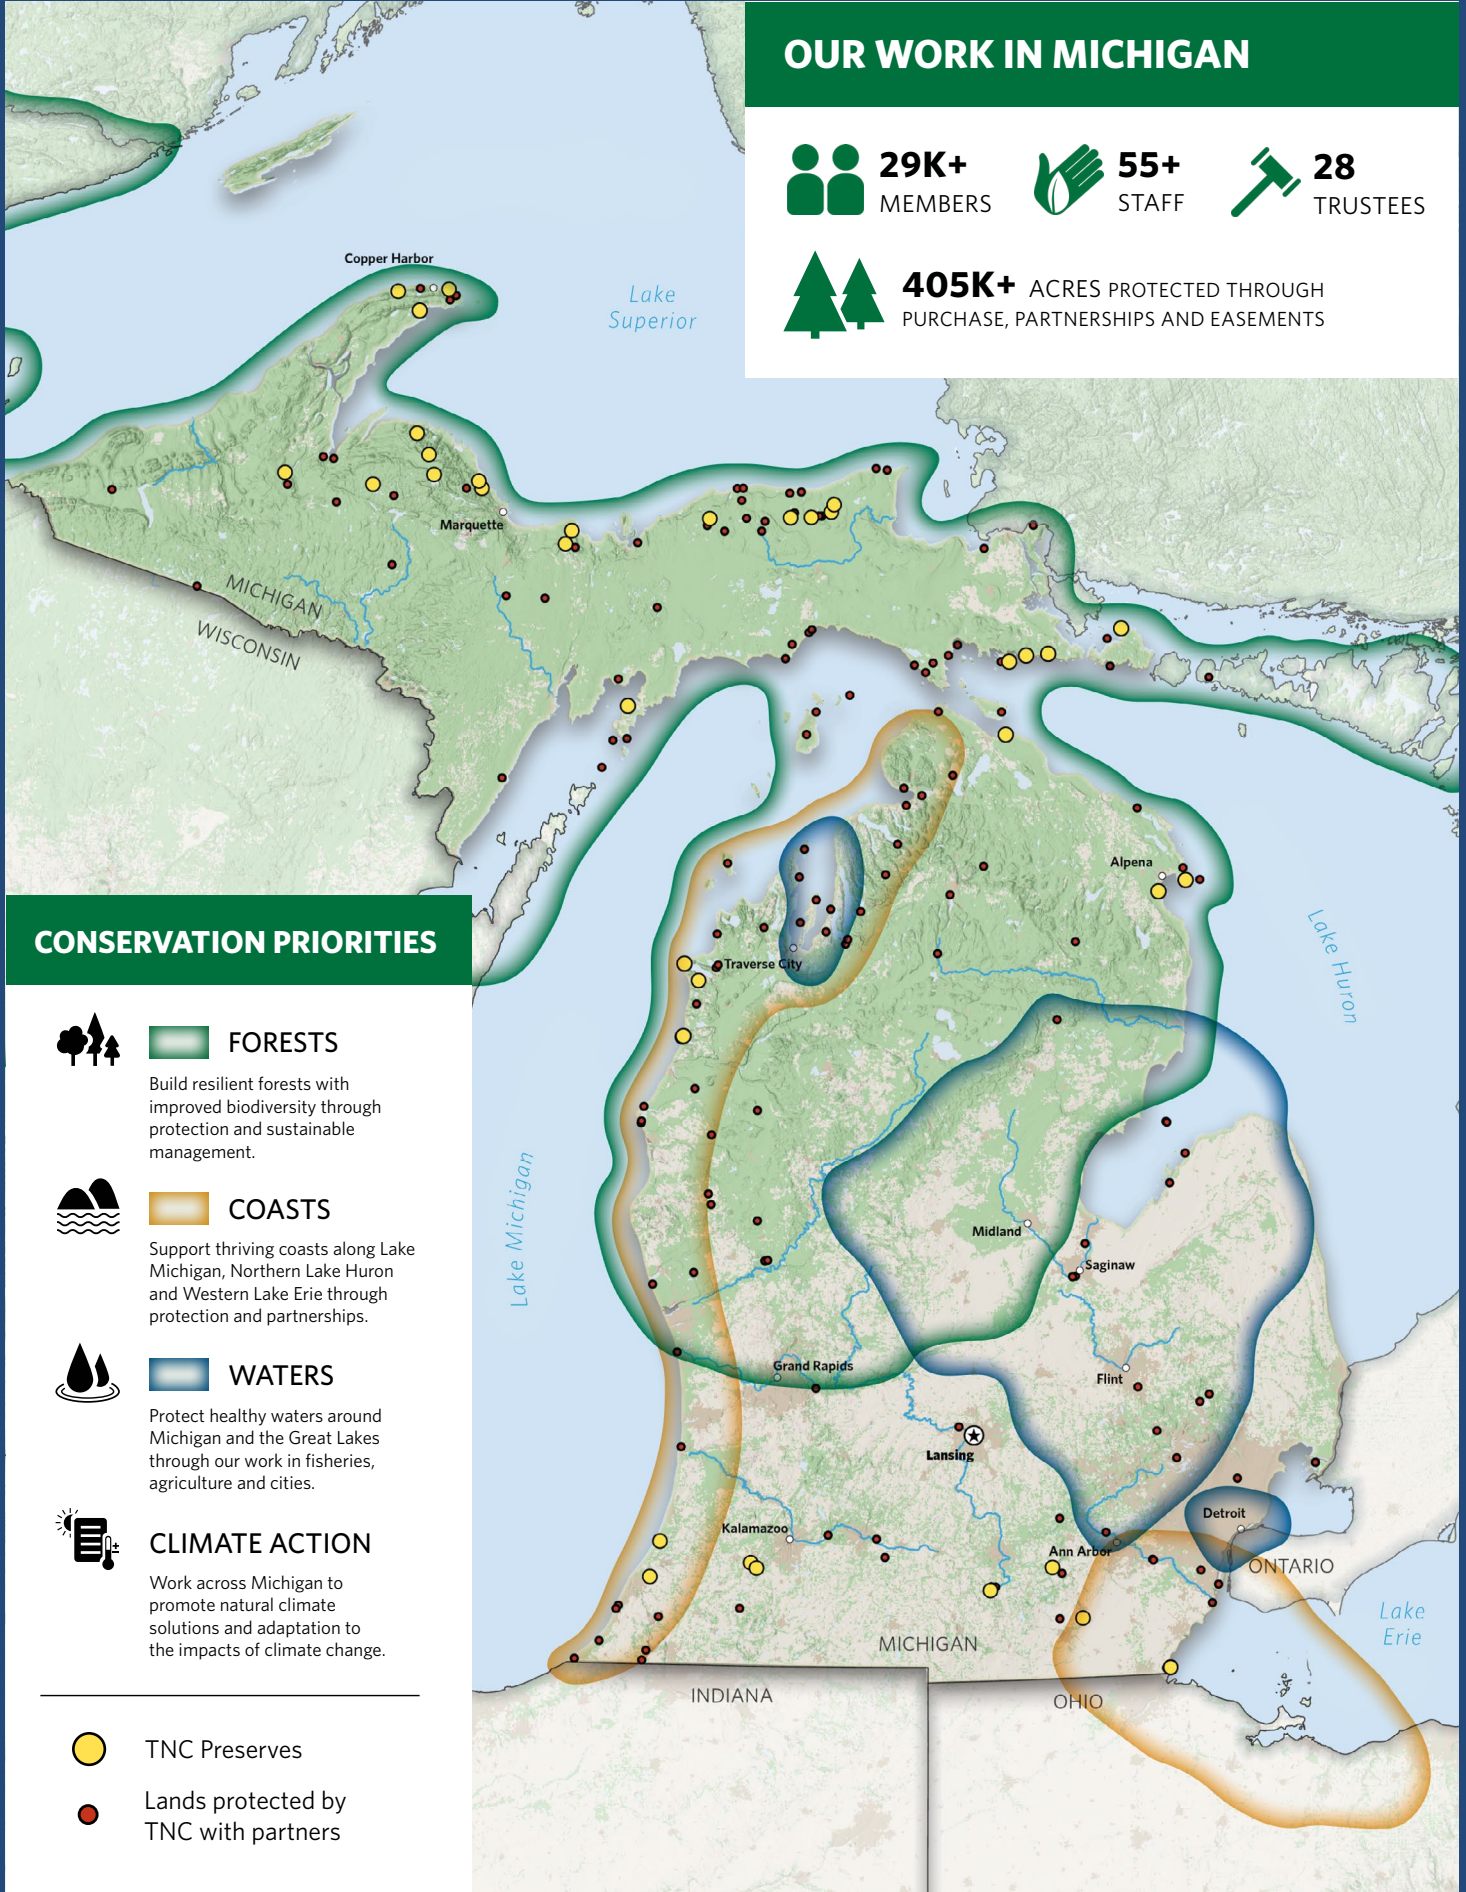 OUR WORK IN MICHIGAN
29K+
MEMBERS
55+
STAFF
28
TRUSTEES
405K+ ACRES PROTECTED THROUGH
PURCHASE, PARTNERSHIPS AND EASEMENTS
Copper Harbor
Lake
Superior
Marquette
MICHIGAN
WISCONSIN
Alpena
Lake Huron
Traverse City
Lake Michigan
Midland
Saginaw
Grand Rapids
Flint
Lansing
Detroit
Kalamazoo
Ann Arbor
ONTARIO
Lake
Erie
MICHIGAN
INDIANA
OHIO
CONSERVATION PRIORITIES
FORESTS
Build resilient forests with
improved biodiversity through
protection and sustainable
management.
COASTS
Support thriving coasts along Lake
Michigan, Northern Lake Huron
and Western Lake Erie through
protection and partnerships.
WATERS
Protect healthy waters around
Michigan and the Great Lakes
through our work in fisheries,
agriculture and cities.
CLIMATE ACTION
Work across Michigan to
promote natural climate
solutions and adaptation to
the impacts of climate change.
TNC Preserves
Lands protected by
TNC with partners